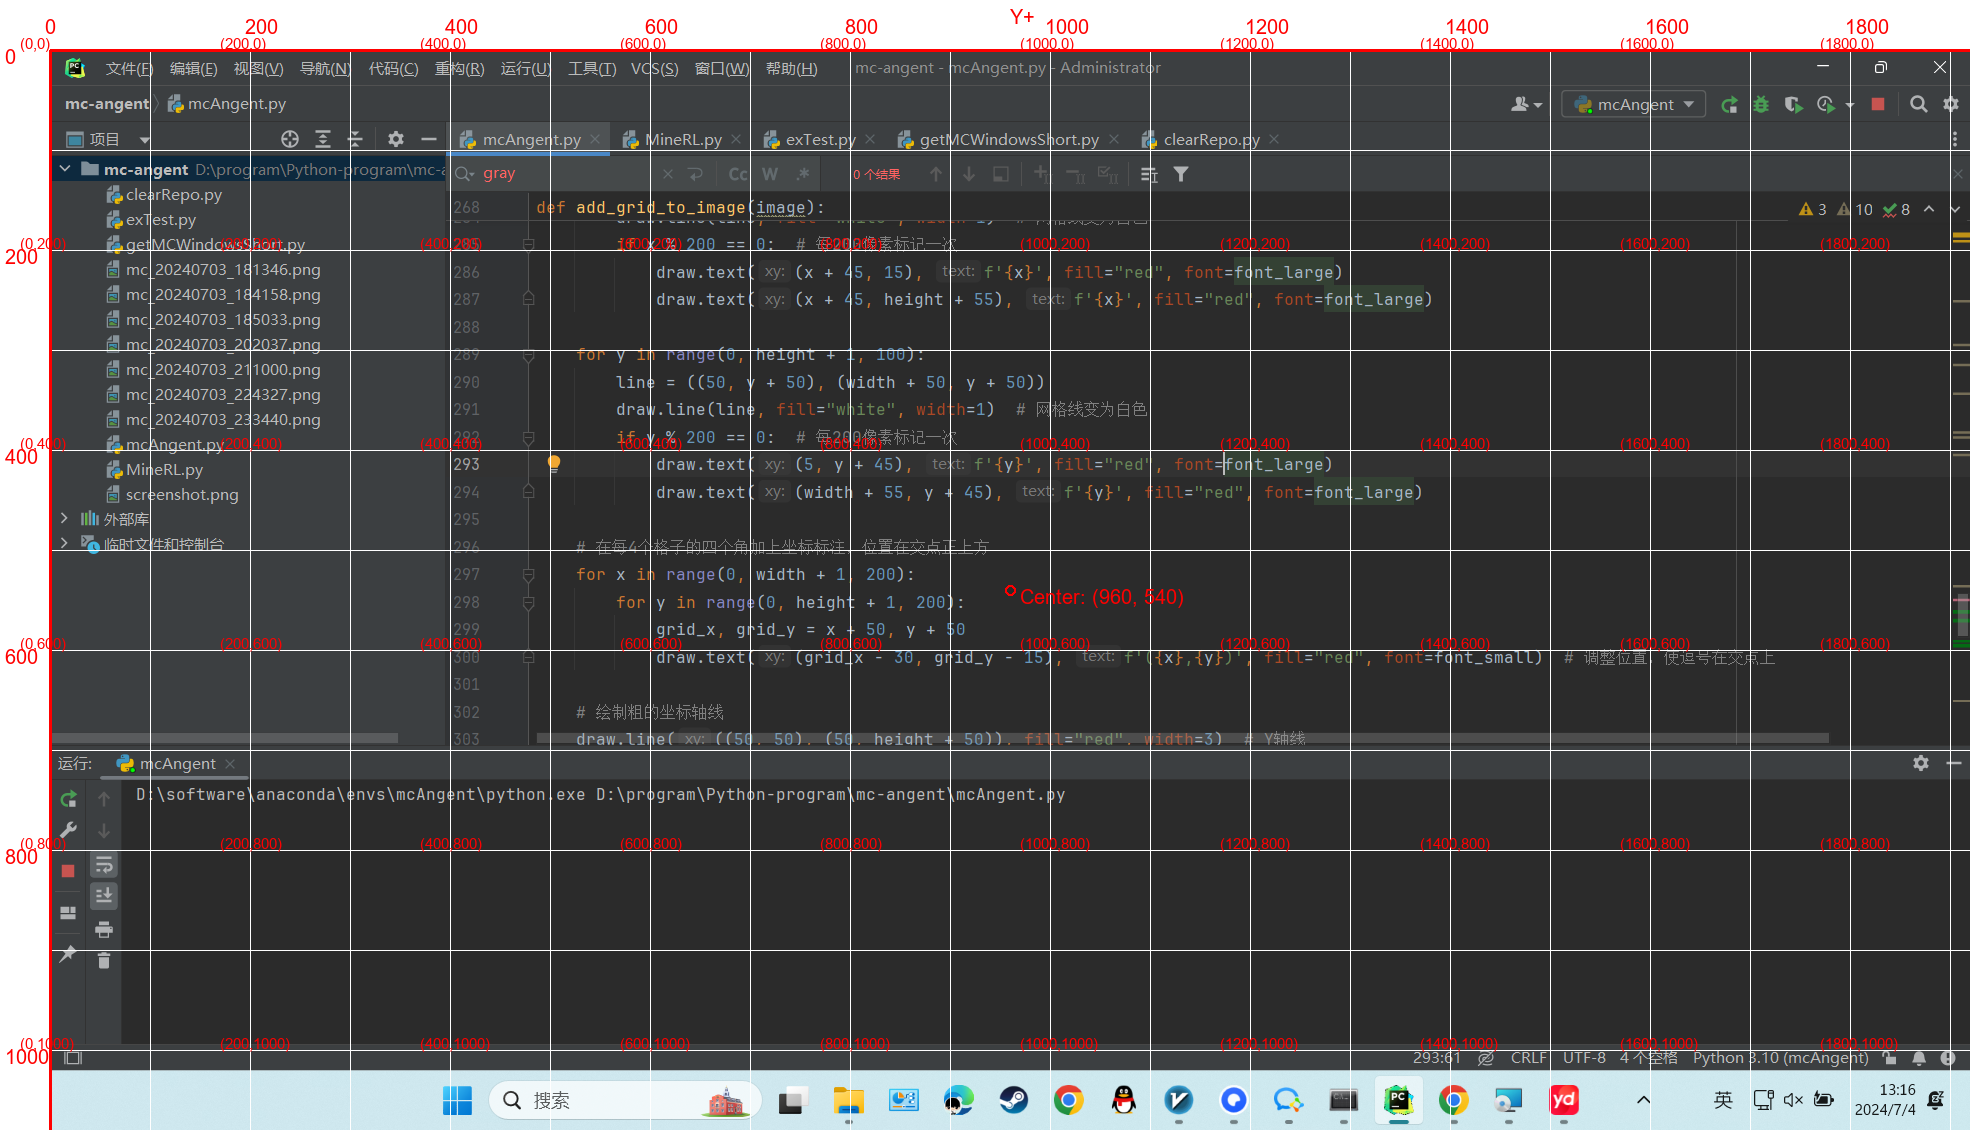 Y+
0 200 400 600 800 1000 1200 1400 1600 1800
(0,0) (200,0) (400,0) (600,0) (800,0) (1000,0) (1200,0) (1400,0) (1600,0) (1800,0)
0
文件(F) 编辑(E) 视图(V) 导航(N) 代码(C) 重构(R) 运行(U) 工具(T) VCS(S) 窗口(W) 帮助(H) mc-angent - mcAngent.py - Administrator
mc-angent mcAngent.py mcAngent
项目 mcAngent.py MineRL.py exTest.py getMCWindowsShort.py clearRepo.py
mc-angent D:\program\Python-program\mc-a
gray Cc W .* 0 个结果
clearRepo.py
exTest.py
getMCWindowsShort.py
mc_20240703_181346.png
mc_20240703_184158.png
mc_20240703_185033.png
mc_20240703_202037.png
mc_20240703_211000.png
mc_20240703_224327.png
mc_20240703_233440.png
mcAngent.py
MineRL.py
screenshot.png
外部库
临时文件和控制台
268 def add_grid_to_image(image): 3 10 8
200 (0,200) (200,200) (400,200) (600,200) (800,200) (1000,200) (1200,200) (1400,200) (1600,200) (1800,200)
285 if x % 200 == 0: # 每200像素标记一次
286 draw.text( xy: (x + 45, 15), text: f'{x}', fill="red", font=font_large)
287 draw.text( xy: (x + 45, height + 55), text: f'{x}', fill="red", font=font_large)
288
289 for y in range(0, height + 1, 100):
290 line = ((50, y + 50), (width + 50, y + 50))
291 draw.line(line, fill="white", width=1) # 网格线变为白色
400 (0,400) (200,400) (400,400) (600,400) (800,400) (1000,400) (1200,400) (1400,400) (1600,400) (1800,400)
292 if y % 200 == 0: # 每200像素标记一次
293 draw.text( xy: (5, y + 45), text: f'{y}', fill="red", font=font_large)
294 draw.text( xy: (width + 55, y + 45), text: f'{y}', fill="red", font=font_large)
295
296 # 在每4个格子的四个角加上坐标标注，位置在交点正上方
297 for x in range(0, width + 1, 200):
298 for y in range(0, height + 1, 200):
Center: (960, 540)
299 grid_x, grid_y = x + 50, y + 50
600 (0,600) (200,600) (400,600) (600,600) (800,600) (1000,600) (1200,600) (1400,600) (1600,600) (1800,600)
300 draw.text( xy: (grid_x - 30, grid_y - 15), text: f'({x},{y})', fill="red", font=font_small) # 调整位置，使逗号在交点上
301
302 # 绘制粗的坐标轴线
303 draw.line( xy: ((50, 50), (50, height + 50)), fill="red", width=3) # Y轴线
运行: mcAngent
D:\software\anaconda\envs\mcAngent\python.exe D:\program\Python-program\mc-angent\mcAngent.py
800 (0,800) (200,800) (400,800) (600,800) (800,800) (1000,800) (1200,800) (1400,800) (1600,800) (1800,800)
1000 (0,1000) (200,1000) (400,1000) (600,1000) (800,1000) (1000,1000) (1200,1000) (1400,1000) (1600,1000) (1800,1000)
293:61 CRLF UTF-8 4 个空格 Python 3.10 (mcAngent)
搜索 PC yd 英 13:16
2024/7/4